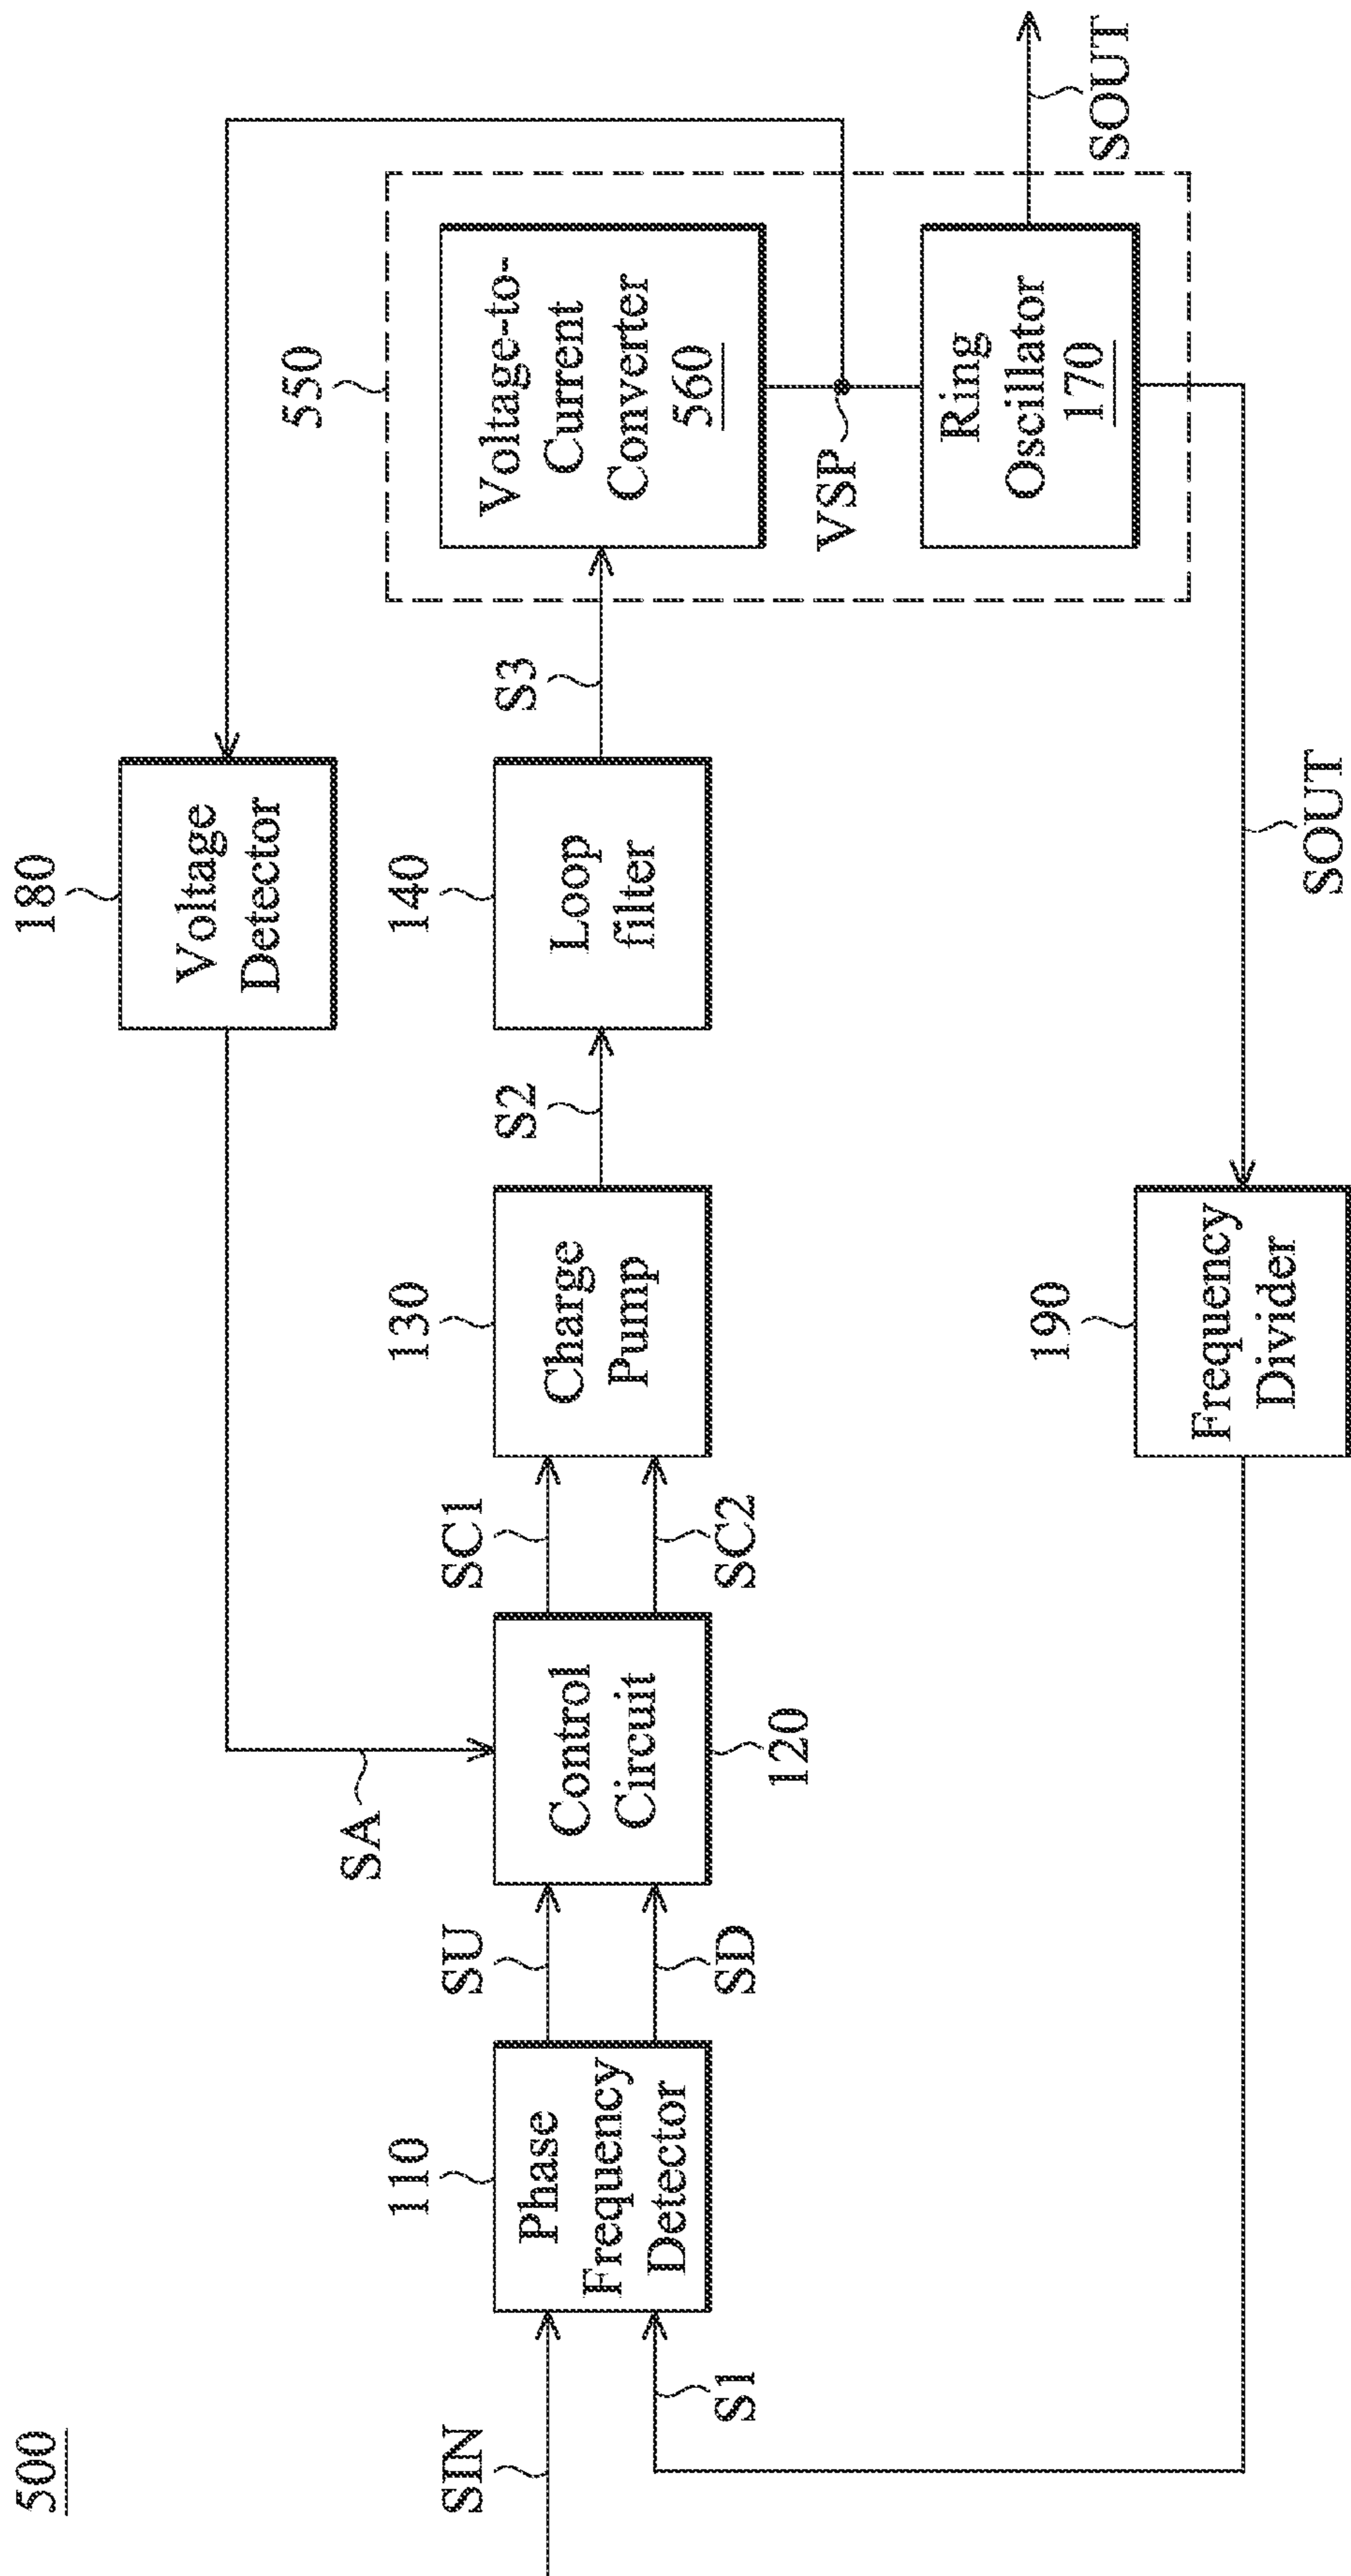 500
SIN
S1
110
Phase
Frequency
Detector
SU
SD
SA
Control
Circuit
120
SC1
SC2
130
Charge
Pump
S2
180
Voltage
Detector
140
Loop
filter
S3
550
Voltage-to-
Current
Converter
560
VSP
Ring
Oscillator
170
SOUT
SOUT
190
Frequency
Divider